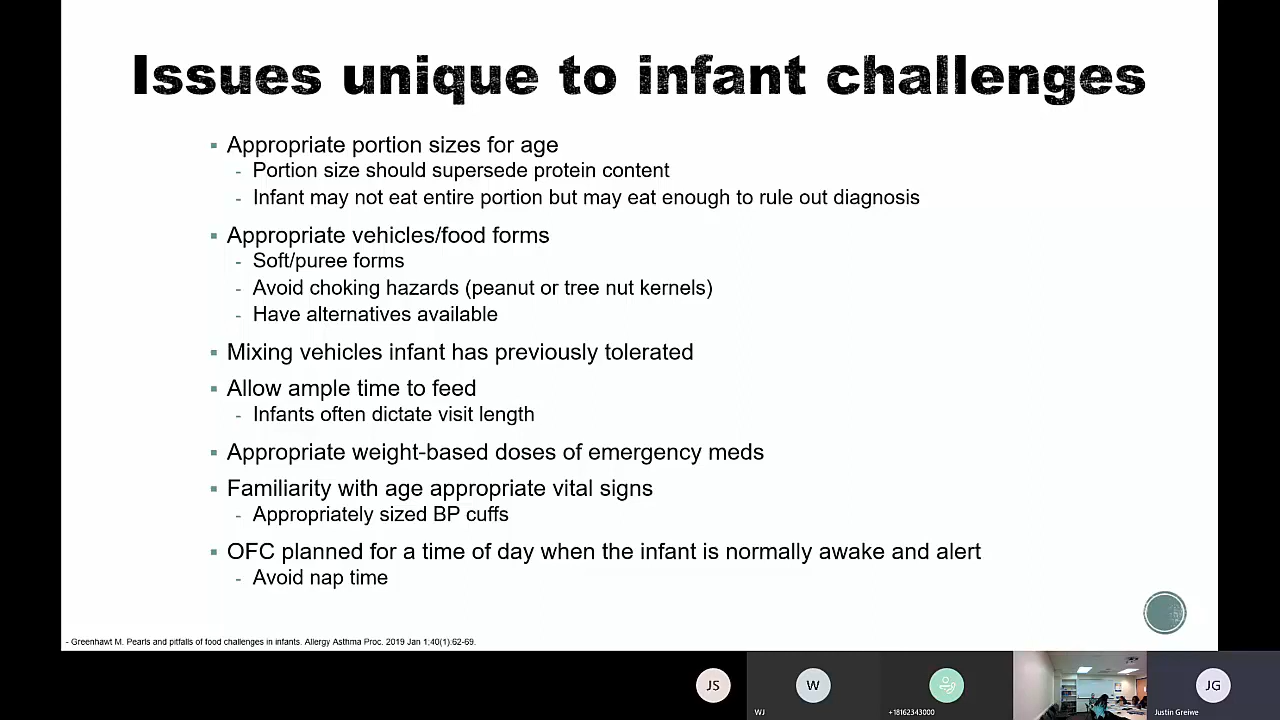 Issues unique to infant challenges
▪ Appropriate portion sizes for age
- Portion size should supersede protein content
- Infant may not eat entire portion but may eat enough to rule out diagnosis
▪ Appropriate vehicles/food forms
- Soft/puree forms
- Avoid choking hazards (peanut or tree nut kernels)
- Have alternatives available
▪ Mixing vehicles infant has previously tolerated
▪ Allow ample time to feed
- Infants often dictate visit length
▪ Appropriate weight-based doses of emergency meds
▪ Familiarity with age appropriate vital signs
- Appropriately sized BP cuffs
▪ OFC planned for a time of day when the infant is normally awake and alert
- Avoid nap time
- Greenhawt M. Pearls and pitfalls of food challenges in infants. Allergy Asthma Proc. 2019 Jan 1;40(1):62-69.
JS
W
WJ
+18162343000
JG
Justin Greiwe